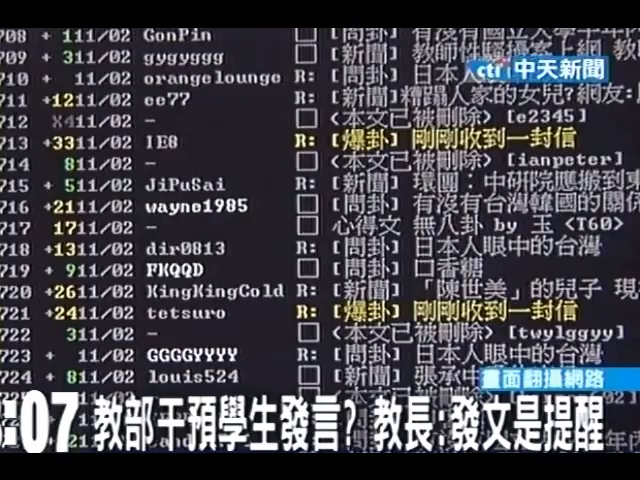 708 + 111/02 GonPin □ [問卦] 有沒有國立大學半年內
709 + 311/02 gygyggg □ [新聞] 教師性騷擾案上網 教
710 + 11/02 orangelounge R: [問卦] 日本人
中天新聞
711 +1211/02 ee77 R: [新聞]糟蹋人家的女兒?網友:
712 X411/02 - □ <本文已被刪除> [e2345]
713 +3311/02 IE8 R: [爆卦] 剛剛收到一封信
714 811/02 - □ <本文已被刪除> [ianpeter]
715 + 511/02 JiPuSai R: [新聞] 環團:中研院應搬到東
716 +2111/02 wayne1985 □ [問卦] 有沒有台灣韓國的關係
717 1711/02 - □ 心得文 無八卦 by 玉 <T60>
718 +1311/02 dir0813 R: [問卦] 日本人眼中的台灣
719 + 911/02 FKQQD □ [問卦] 口香糖
720 +2611/02 KingKingCold R: [新聞] 「陳世美」的兒子 現
721 +2411/02 tetsuro R: [爆卦] 剛剛收到一封信
722 311/02 - □ <本文已被刪除> [twylggyy]
723 + 11/02 GGGGYYYY R: [問卦] 日本人眼中的台灣
724 + 811/02 louis524 □ [新聞] 張承中
畫面翻攝網路
:07 教部干預學生發言? 教長:發文是提醒